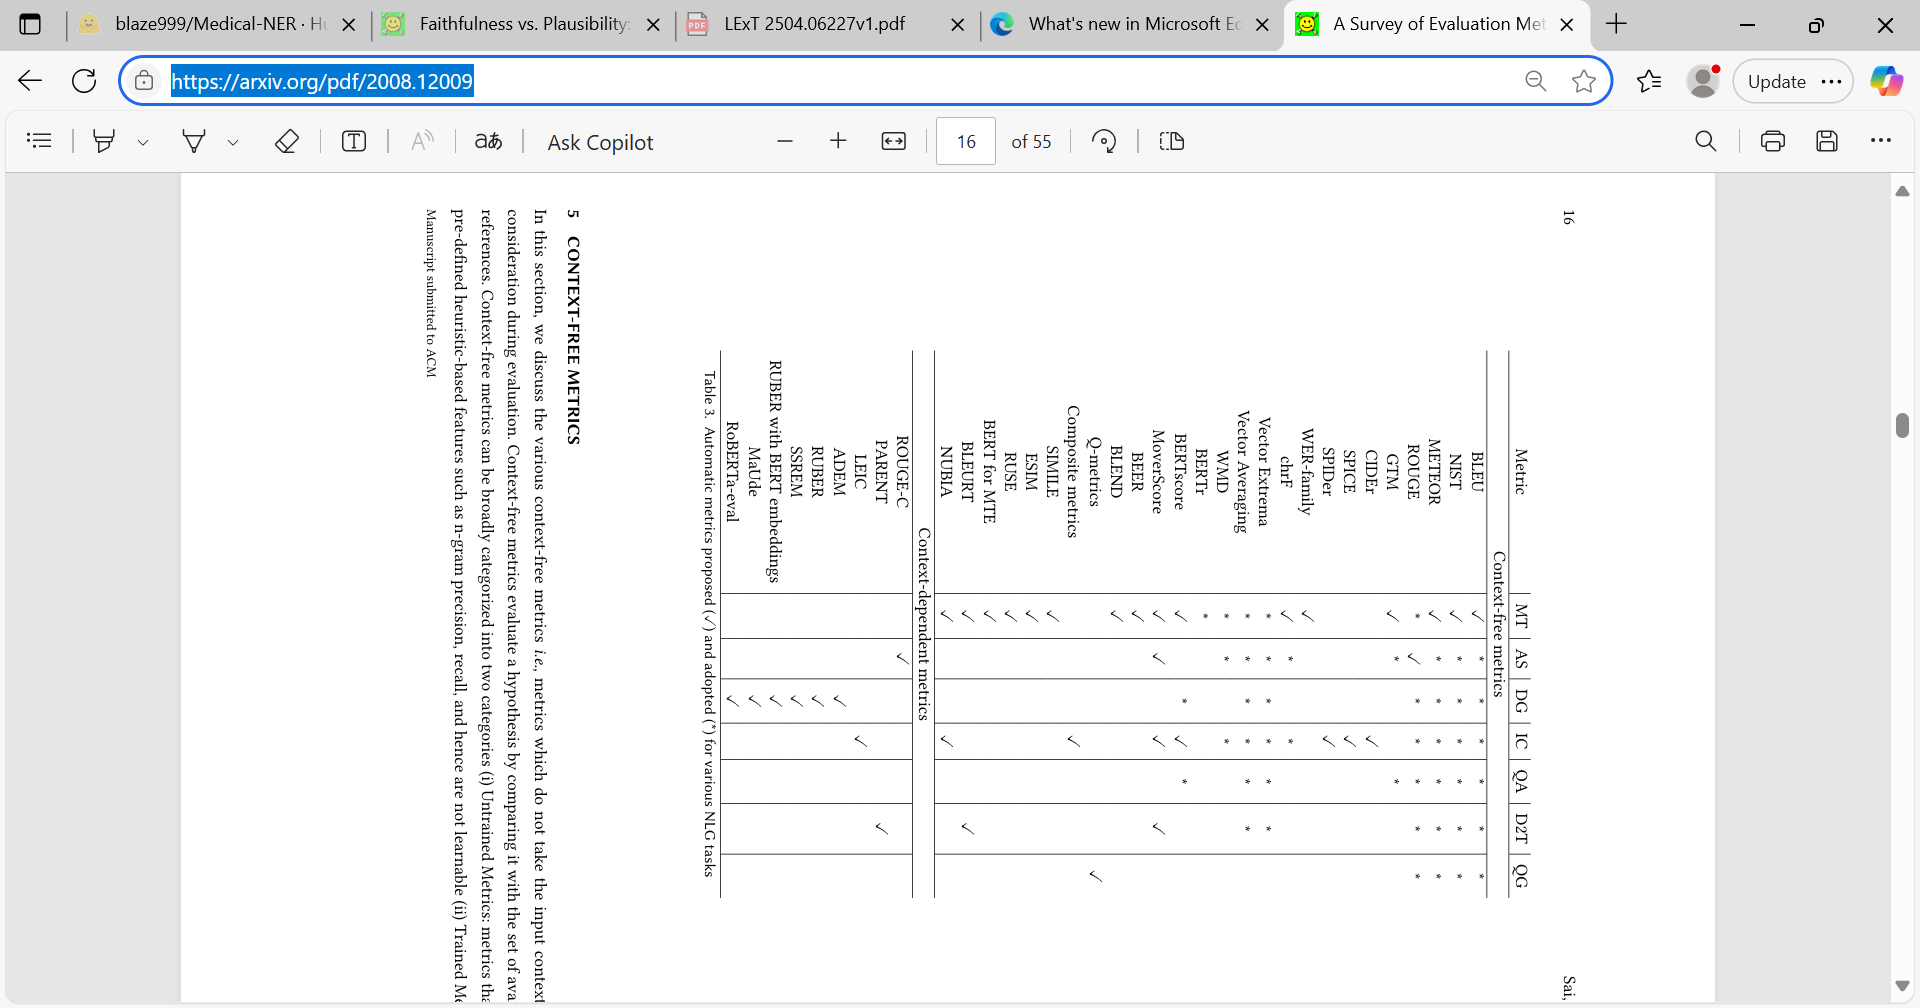 blaze999/Medical-NER · Hu
Faithfulness vs. Plausibility:
LExT 2504.06227v1.pdf
What's new in Microsoft Ed
A Survey of Evaluation Met
https://arxiv.org/pdf/2008.12009
Update
Ask Copilot
16 of 55
16
Sai,
Metric MT AS DG IC QA D2T QG
Context-free metrics
BLEU ✓ * * * * * *
NIST ✓ * * * * * *
METEOR ✓ * * * * * *
ROUGE * ✓ * * * * *
GTM ✓ * *
CIDEr ✓
SPICE ✓
SPIDer ✓
WER-family ✓
chrF ✓ * *
Vector Extrema * * * * * *
Vector Averaging * * * * * *
WMD * * *
BERTr *
BERTscore ✓ * ✓ *
MoverScore ✓ ✓ ✓ ✓
BEER ✓
BLEND ✓
Q-metrics ✓
Composite metrics ✓
SIMILE ✓
ESIM ✓
RUSE ✓
BERT for MTE ✓
BLEURT ✓ ✓
NUBIA ✓ ✓
Context-dependent metrics
ROUGE-C ✓
PARENT ✓
LEIC ✓
ADEM ✓
RUBER ✓
SSREM ✓
RUBER with BERT embeddings ✓
MaUde ✓
RoBERTa-eval ✓
Table 3. Automatic metrics proposed (✓) and adopted (*) for various NLG tasks
5 CONTEXT-FREE METRICS
In this section, we discuss the various context-free metrics i.e., metrics which do not take the input context
consideration during evaluation. Context-free metrics evaluate a hypothesis by comparing it with the set of ava
references. Context-free metrics can be broadly categorized into two categories (i) Untrained Metrics: metrics tha
pre-defined heuristic-based features such as n-gram precision, recall, and hence are not learnable (ii) Trained Me
Manuscript submitted to ACM